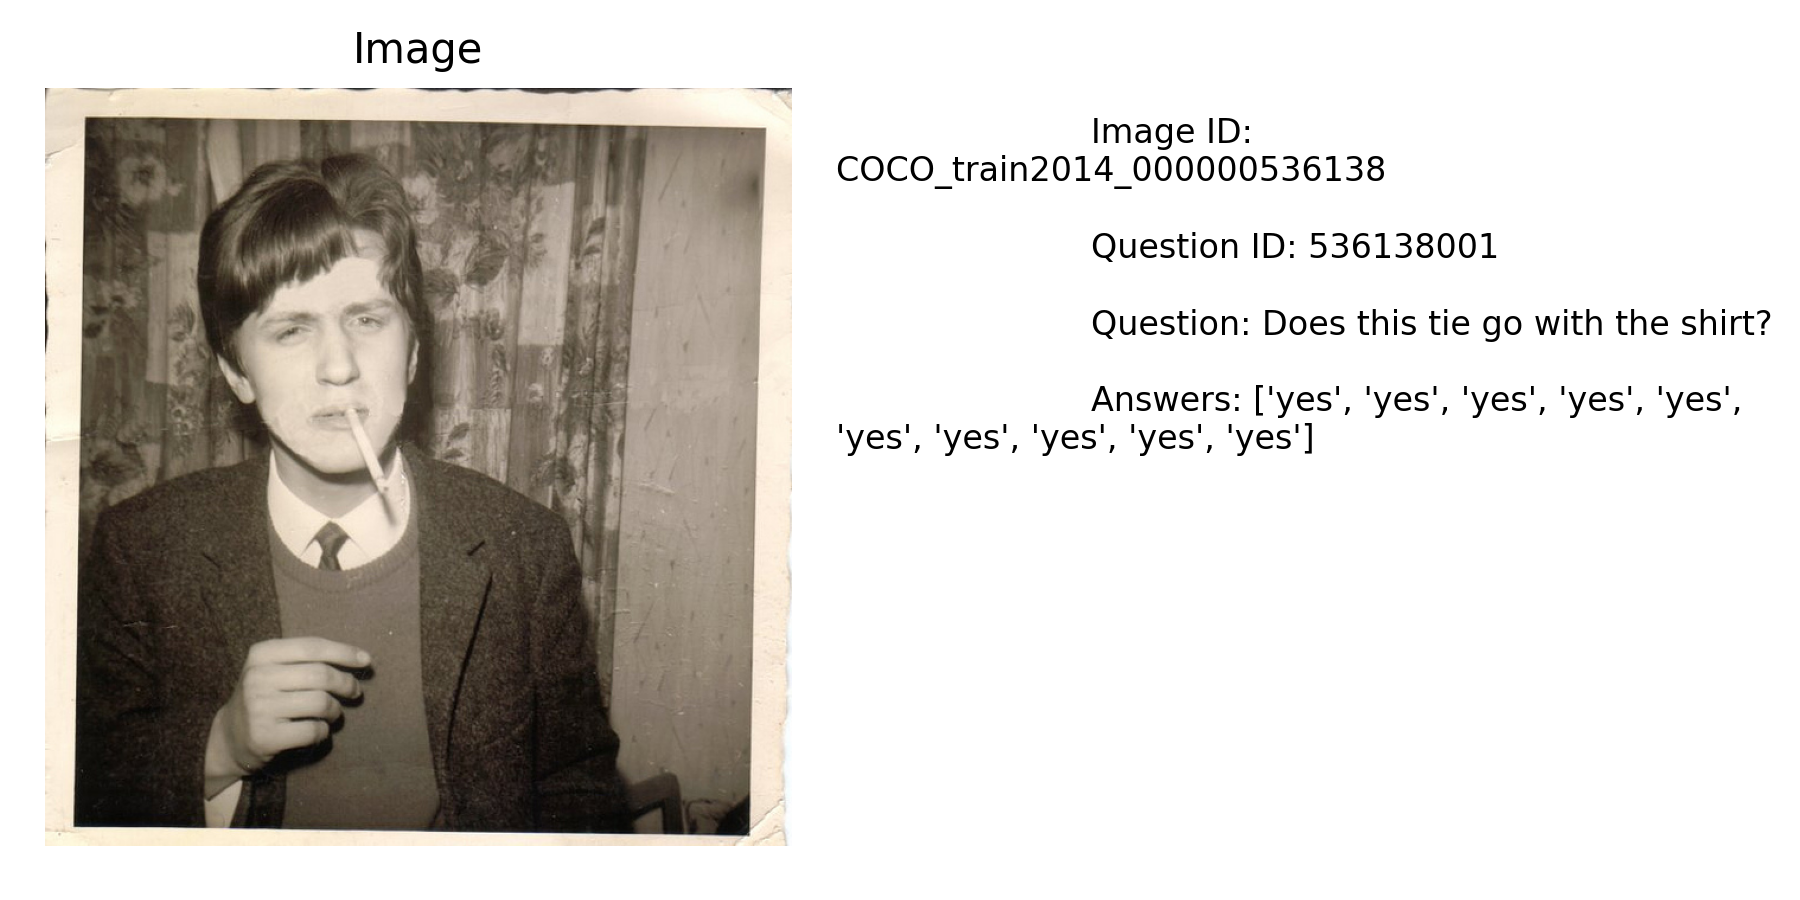 Image
Image ID:
COCO_train2014_000000536138
Question ID: 536138001
Question: Does this tie go with the shirt?
Answers: ['yes', 'yes', 'yes', 'yes', 'yes',
'yes', 'yes', 'yes', 'yes', 'yes']